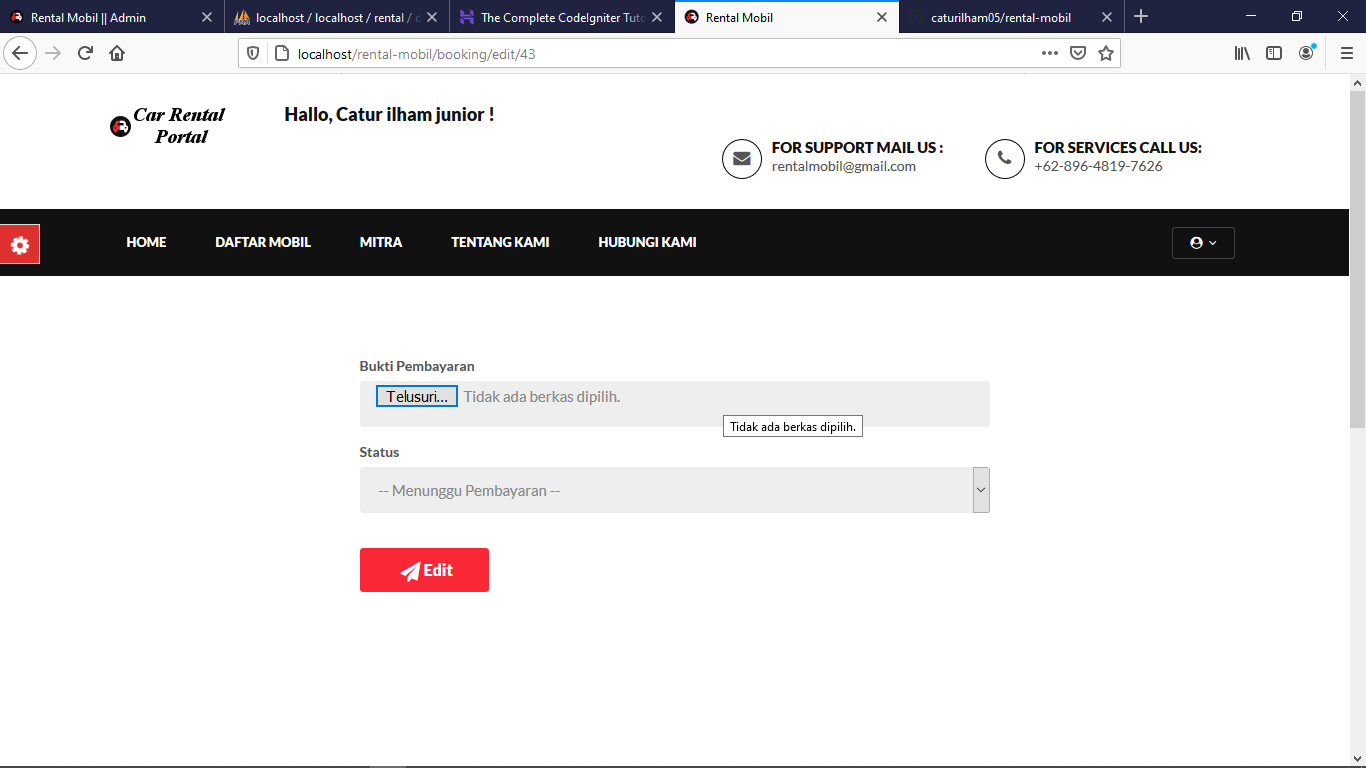 Rental Mobil || Admin
localhost / localhost / rental /
The Complete CodeIgniter Tuto
Rental Mobil
caturilham05/rental-mobil
localhost/rental-mobil/booking/edit/43
Car Rental
Portal
Hallo, Catur ilham junior !
FOR SUPPORT MAIL US :
rentalmobil@gmail.com
FOR SERVICES CALL US:
+62-896-4819-7626
HOME DAFTAR MOBIL MITRA TENTANG KAMI HUBUNGI KAMI
Bukti Pembayaran
Telusuri... Tidak ada berkas dipilih.
Tidak ada berkas dipilih.
Status
-- Menunggu Pembayaran --
Edit